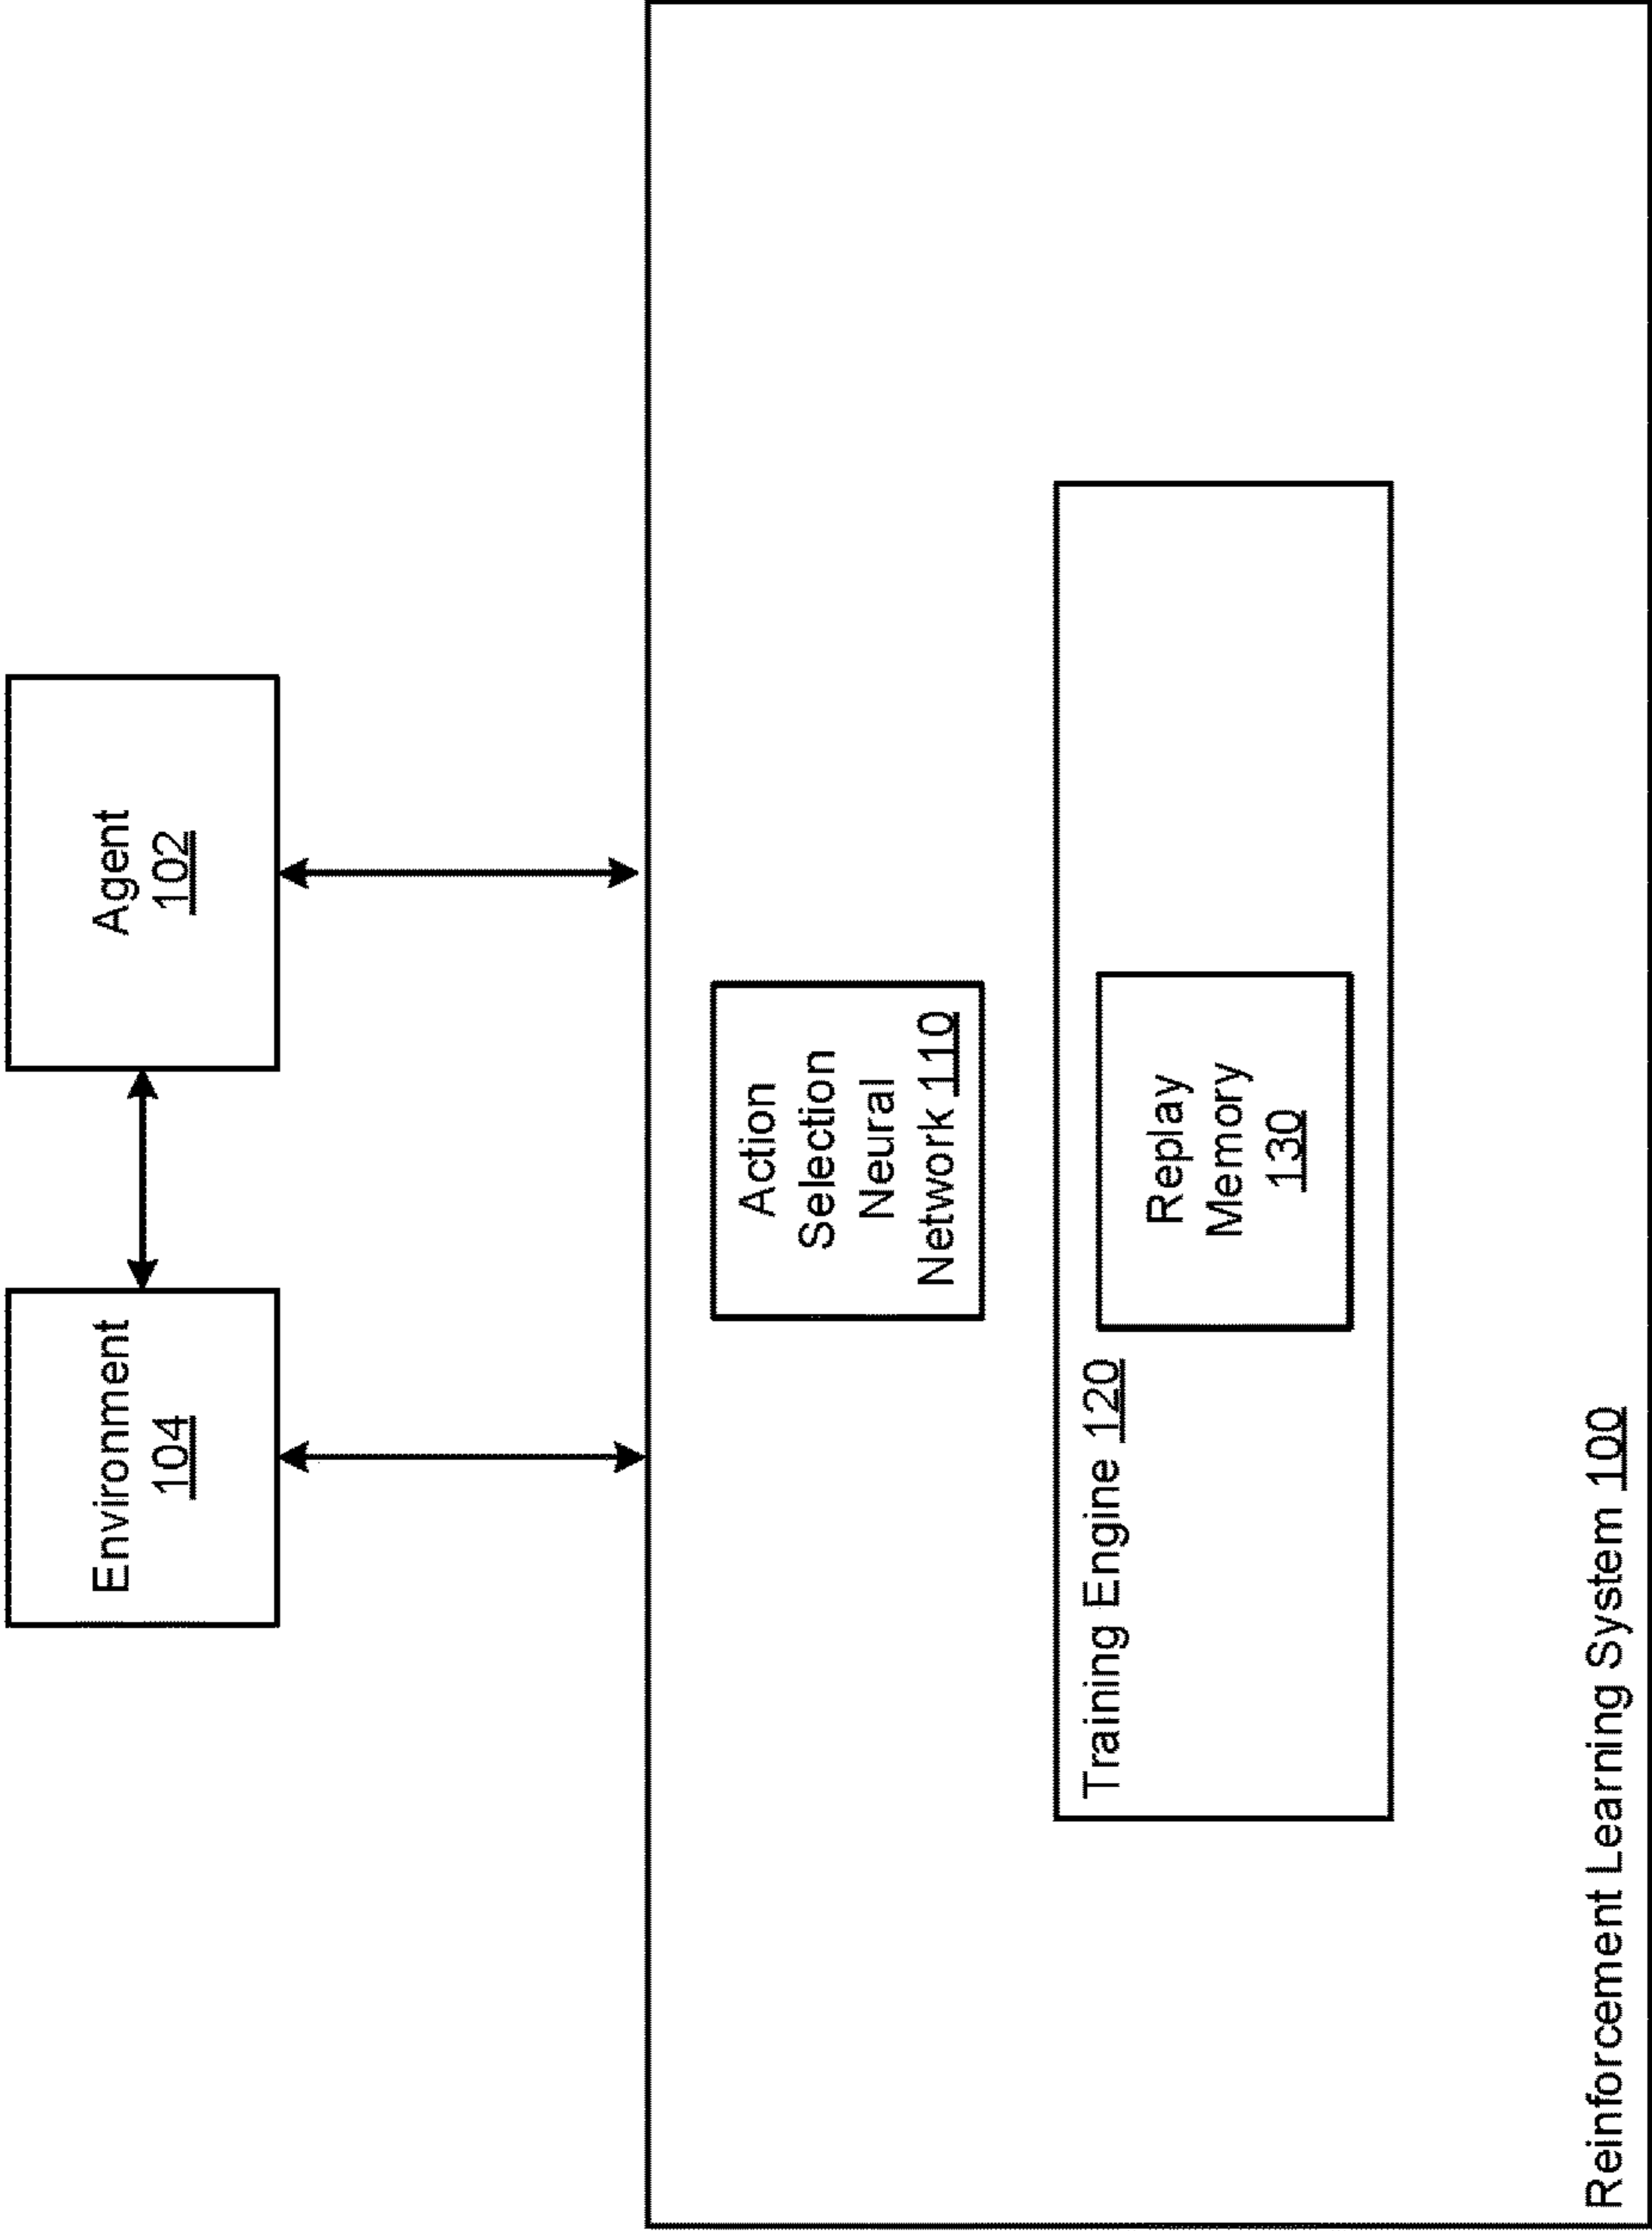 Environment
104
Agent
102
Action
Selection
Neural
Network 110
Training Engine 120
Replay
Memory
130
Reinforcement Learning System 100